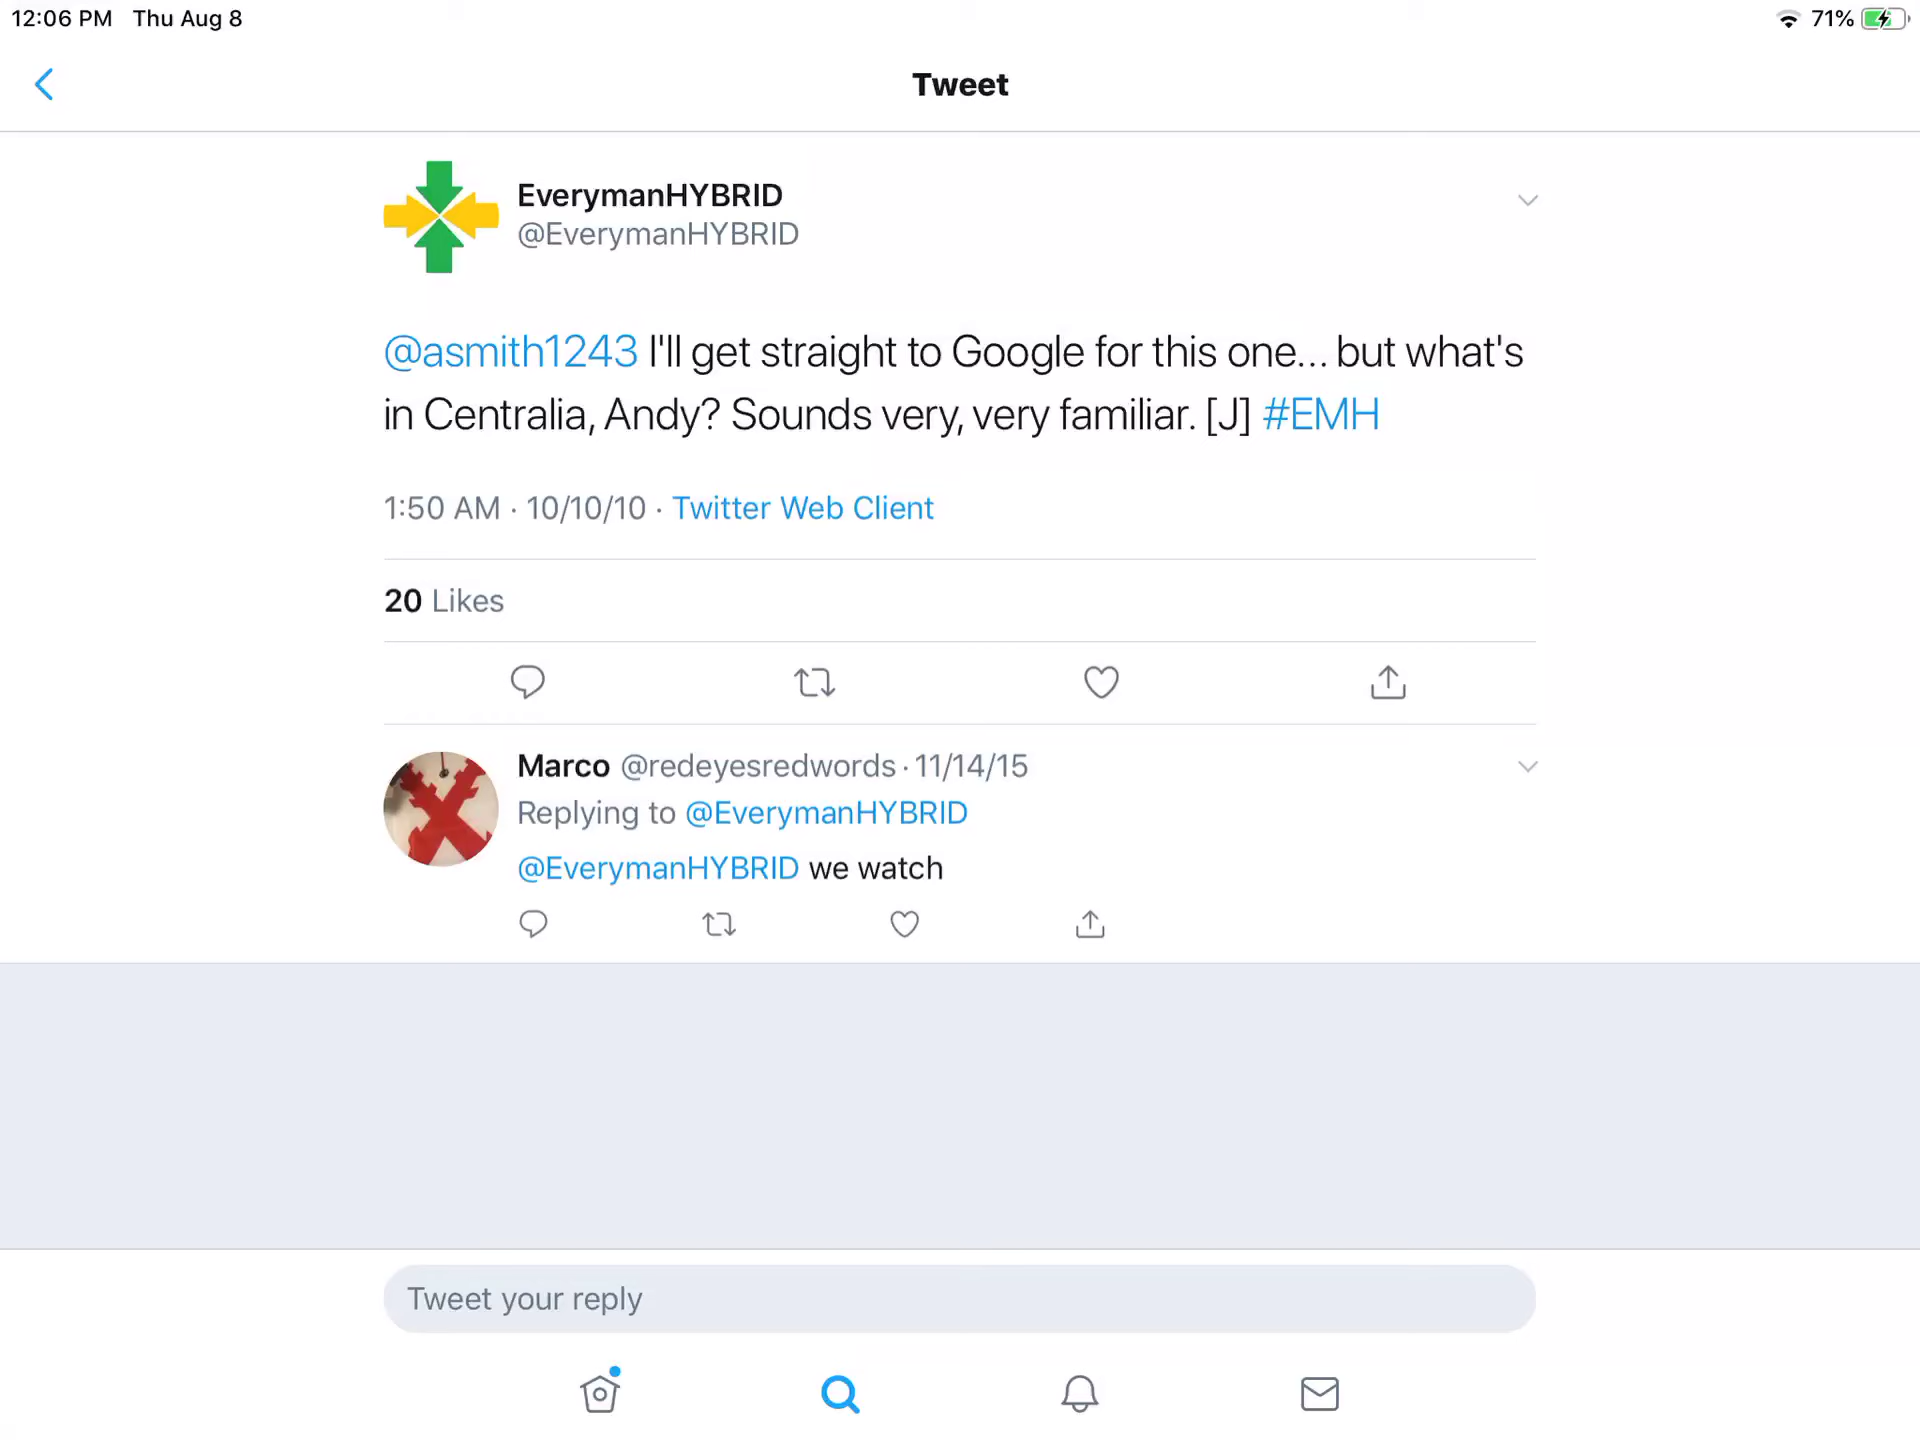 12:06 PM Thu Aug 8
71%
Tweet
EverymanHYBRID
@EverymanHYBRID
@asmith1243 I'll get straight to Google for this one... but what's
in Centralia, Andy? Sounds very, very familiar. [J] #EMH
1:50 AM · 10/10/10 · Twitter Web Client
20 Likes
Marco @redeyesredwords · 11/14/15
Replying to @EverymanHYBRID
@EverymanHYBRID we watch
Tweet your reply